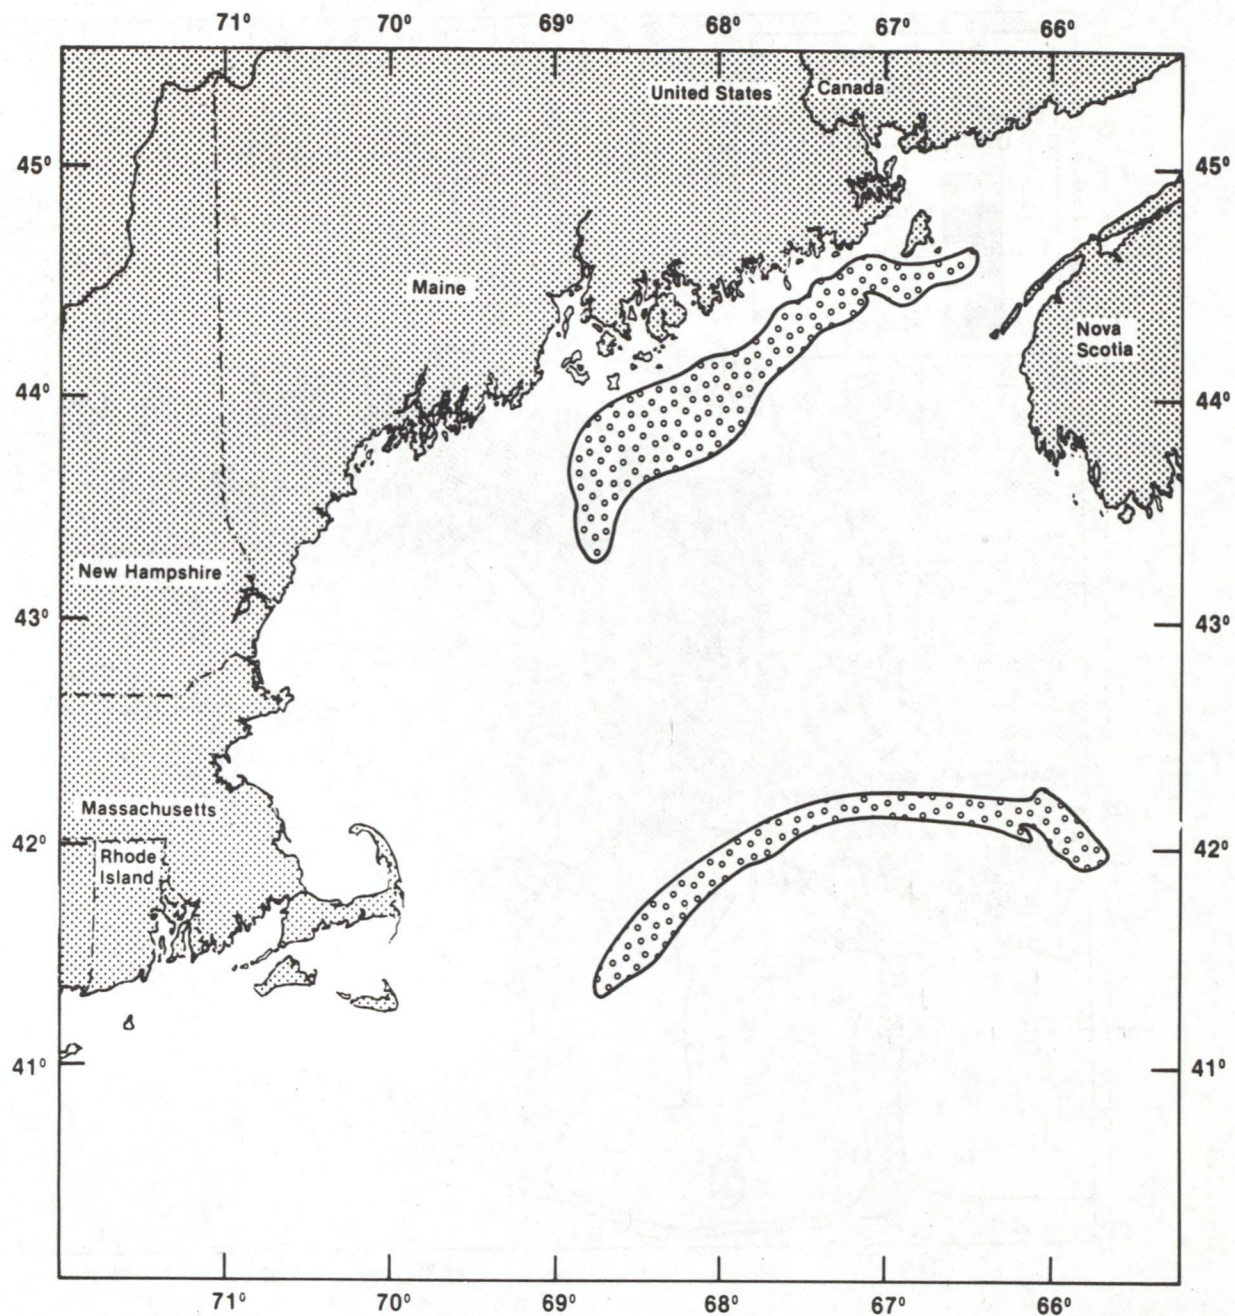 71° 70° 69° 68° 67° 66°
United States Canada
45° 45°
Maine
Nova
Scotia
44° 44°
New Hampshire
43° 43°
Massachusetts
42° 42°
Rhode
Island
41° 41°
71° 70° 69° 68° 67° 66°